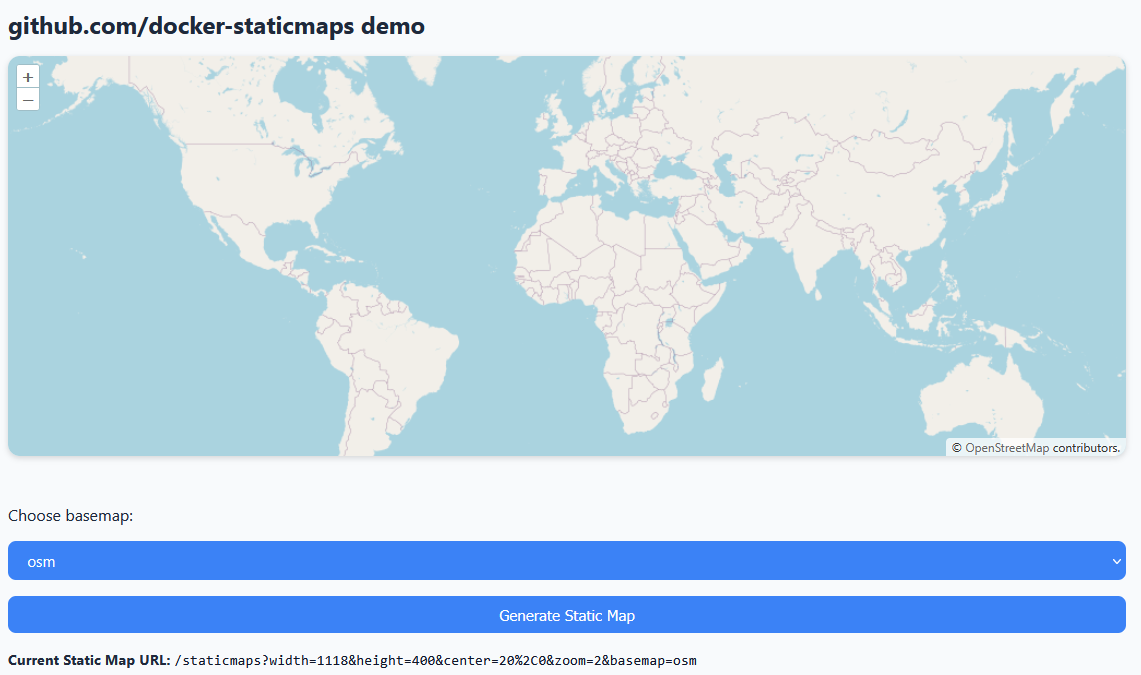 github.com/docker-staticmaps demo
+
–
© OpenStreetMap contributors.
Choose basemap:
osm
Generate Static Map
Current Static Map URL: /staticmaps?width=1118&height=400&center=20%2C0&zoom=2&basemap=osm